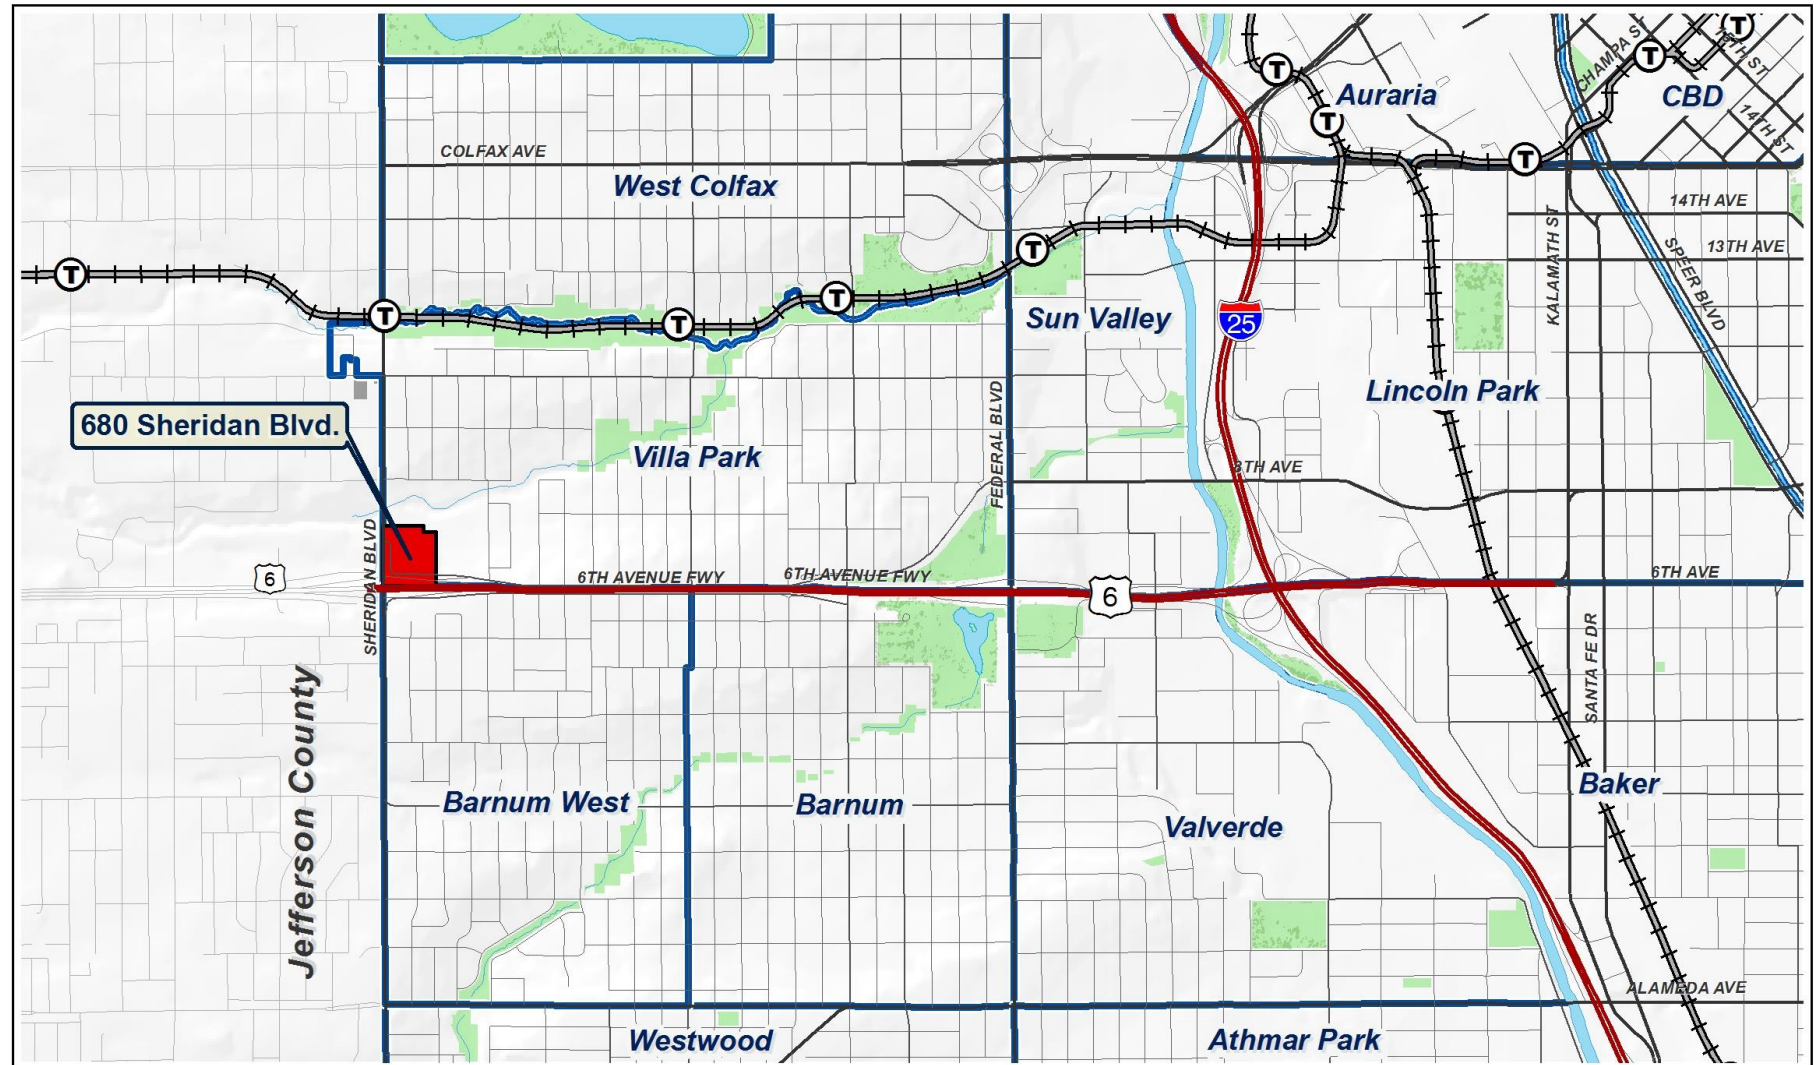 T
T
CHAMPA ST
15TH ST
T
Auraria
CBD
T
14TH ST
COLFAX AVE
T
West Colfax
14TH AVE
KALAMATH ST
SPEER BLVD
13TH AVE
T
T
T
T
T
Sun Valley
25
Lincoln Park
680 Sheridan Blvd.
FEDERAL BLVD
Villa Park
8TH AVE
SHERIDAN BLVD
6
6TH AVENUE FWY
6TH AVENUE FWY
6
6TH AVE
SANTA FE DR
Jefferson County
Baker
Barnum West
Barnum
Valverde
ALAMEDA AVE
Westwood
Athmar Park